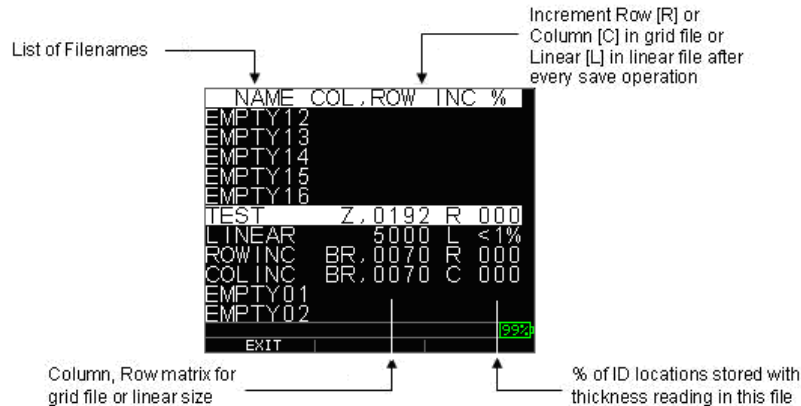 List of Filenames
Increment Row [R] or
Column [C] in grid file or
Linear [L] in linear file after
every save operation
NAME COL,ROW INC %
EMPTY12
EMPTY13
EMPTY14
EMPTY15
EMPTY16
TEST Z,0192 R 000
LINEAR 5000 L <1%
ROWINC BR,0070 R 000
COLINC BR,0070 C 000
EMPTY01
EMPTY02
99%
EXIT
Column, Row matrix for
grid file or linear size
% of ID locations stored with
thickness reading in this file